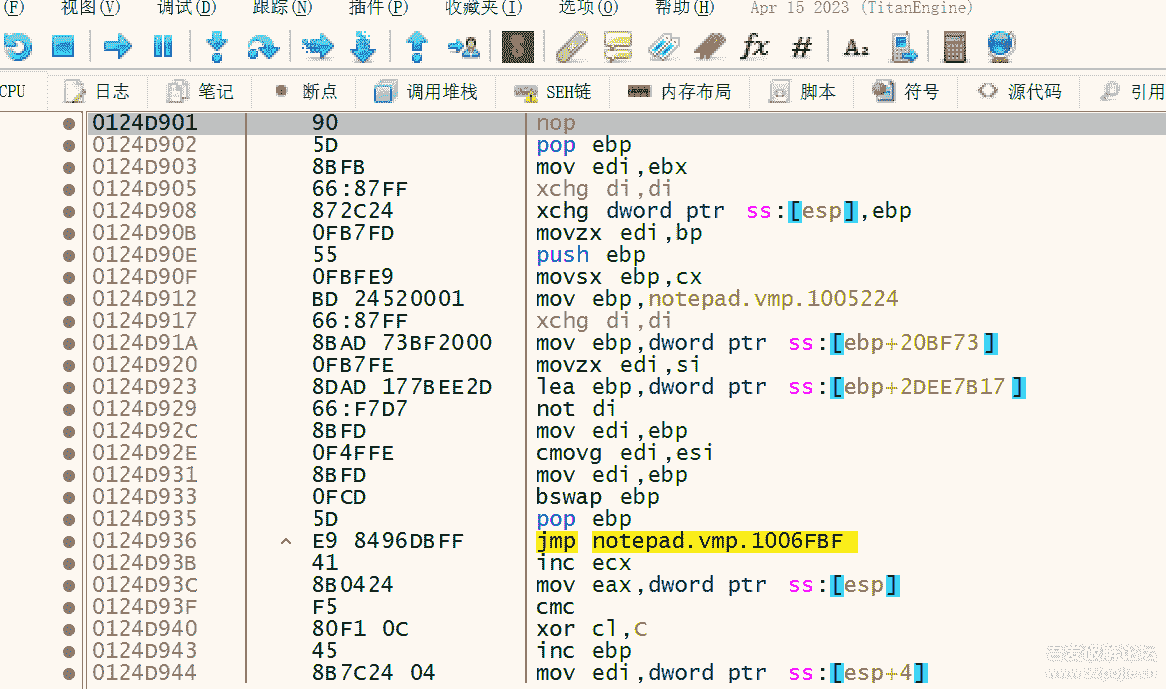 (F) 视图(V) 调试(D) 跟踪(N) 插件(P) 收藏夹(I) 选项(O) 帮助(H) Apr 15 2023 (TitanEngine)
fx # A₂
CPU 日志 笔记 断点 调用堆栈 SEH链 内存布局 脚本 符号 源代码 引用
0124D901 90 nop
0124D902 5D pop ebp
0124D903 8BFB mov edi,ebx
0124D905 66:87FF xchg di,di
0124D908 872C24 xchg dword ptr ss:[esp],ebp
0124D90B 0FB7FD movzx edi,bp
0124D90E 55 push ebp
0124D90F 0FBFE9 movsx ebp,cx
0124D912 BD 24520001 mov ebp,notepad.vmp.1005224
0124D917 66:87FF xchg di,di
0124D91A 8BAD 73BF2000 mov ebp,dword ptr ss:[ebp+20BF73]
0124D920 0FB7FE movzx edi,si
0124D923 8DAD 177BEE2D lea ebp,dword ptr ss:[ebp+2DEE7B17]
0124D929 66:F7D7 not di
0124D92C 8BFD mov edi,ebp
0124D92E 0F4FFE cmovg edi,esi
0124D931 8BFD mov edi,ebp
0124D933 0FCD bswap ebp
0124D935 5D pop ebp
0124D936 E9 8496DBFF jmp notepad.vmp.1006FBF
0124D93B 41 inc ecx
0124D93C 8B0424 mov eax,dword ptr ss:[esp]
0124D93F F5 cmc
0124D940 80F1 0C xor cl,C
0124D943 45 inc ebp
0124D944 8B7C24 04 mov edi,dword ptr ss:[esp+4]